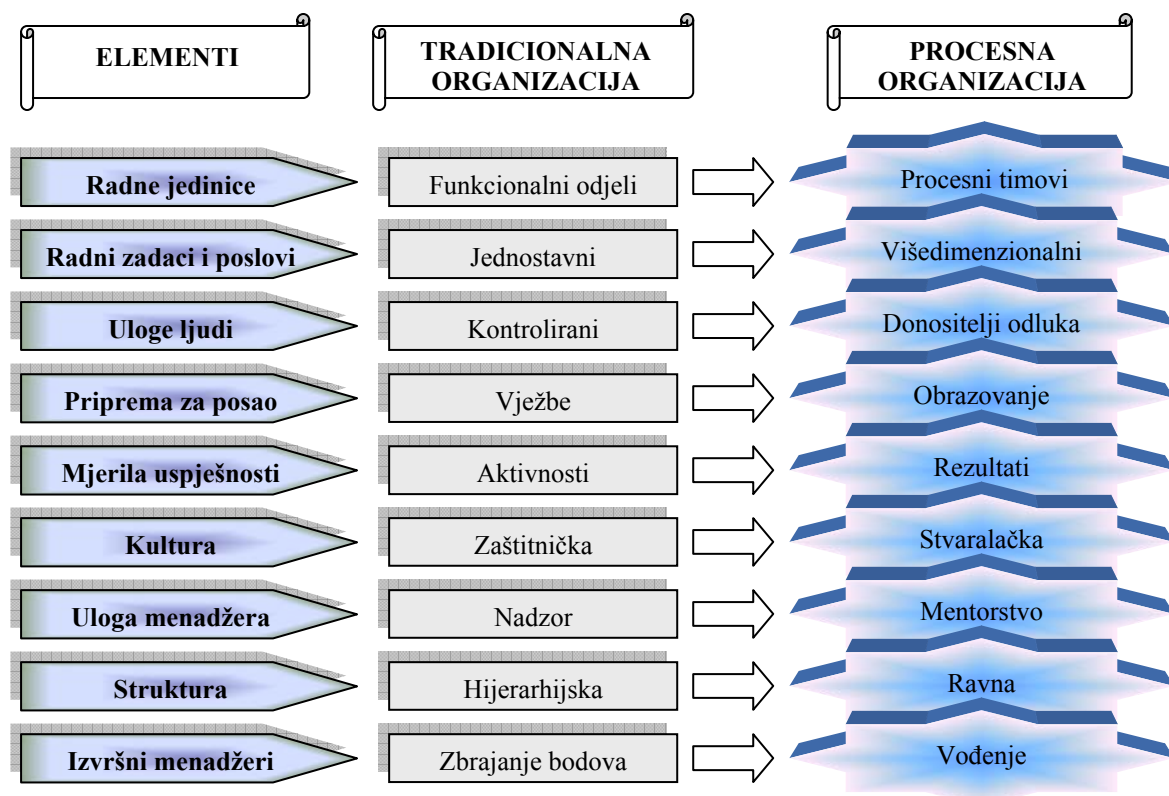 ELEMENTI
TRADICIONALNA
ORGANIZACIJA
PROCESNA
ORGANIZACIJA
Radne jedinice
Funkcionalni odjeli
Procesni timovi
Radni zadaci i poslovi
Jednostavni
Višedimenzionalni
Uloge ljudi
Kontrolirani
Donositelji odluka
Priprema za posao
Vježbe
Obrazovanje
Mjerila uspješnosti
Aktivnosti
Rezultati
Kultura
Zaštitnička
Stvaralačka
Uloga menadžera
Nadzor
Mentorstvo
Struktura
Hijerarhijska
Ravna
Izvršni menadžeri
Zbrajanje bodova
Vođenje